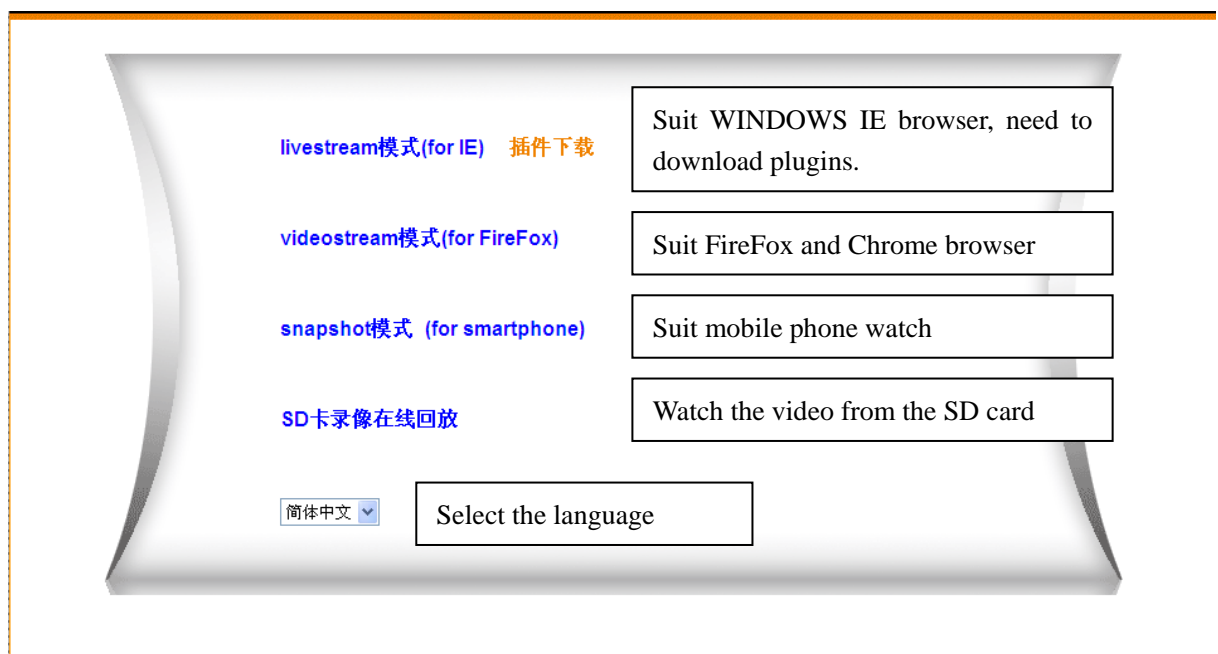 livestream模式(for IE) 插件下载
Suit WINDOWS IE browser, need to
download plugins.
videostream模式(for FireFox)
Suit FireFox and Chrome browser
snapshot模式 (for smartphone)
Suit mobile phone watch
SD卡录像在线回放
Watch the video from the SD card
简体中文
Select the language